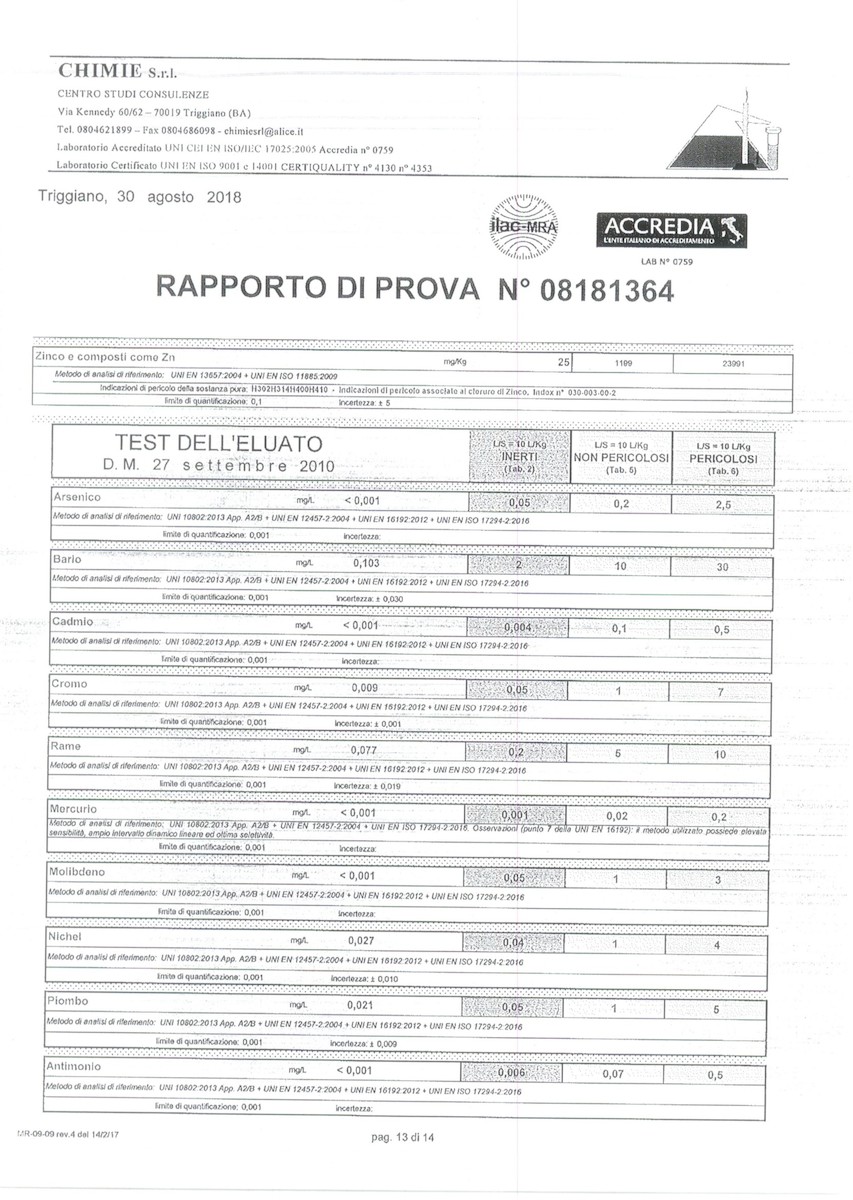 CHIMIE S.r.l.
CENTRO STUDI CONSULENZE
Via Kennedy 60/62 – 70019 Triggiano (BA)
Tel. 0804621899 – Fax 0804686098 - chimiesrl@alice.it
Laboratorio Accreditato UNI CEI EN ISO/IEC 17025:2005 Accredia n° 0759
Laboratorio Certificato UNI EN ISO 9001 e 14001 CERTIQUALITY n° 4130 n° 4353
Triggiano, 30 agosto 2018
ilac-MRA
ACCREDIA
L'ENTE ITALIANO DI ACCREDITAMENTO
LAB N° 0759
RAPPORTO DI PROVA N° 08181364
Zinco e composti come Zn mg/Kg 25 1199 23991
Metodo di analisi di riferimento: UNI EN 13657:2004 + UNI EN ISO 11885:2009
Indicazioni di pericolo della sostanza pura: H302H314H400H410 - Indicazioni di pericolo associate al cloruro di Zinco, Index n° 030-003-00-2
limite di quantificazione: 0,1 Incertezza: ± 5
TEST DELL'ELUATO
D. M. 27 settembre 2010
L/S = 10 L/Kg INERTI (Tab. 2)
L/S = 10 L/Kg NON PERICOLOSI (Tab. 5)
L/S = 10 L/Kg PERICOLOSI (Tab. 6)
Arsenico mg/L < 0,001 0,05 0,2 2,5
Metodo di analisi di riferimento: UNI 10802:2013 App. A2/B + UNI EN 12457-2:2004 + UNI EN 16192:2012 + UNI EN ISO 17294-2:2016
limite di quantificazione: 0,001 Incertezza:
Bario mg/L 0,103 2 10 30
Metodo di analisi di riferimento: UNI 10802:2013 App. A2/B + UNI EN 12457-2:2004 + UNI EN 16192:2012 + UNI EN ISO 17294-2:2016
limite di quantificazione: 0,001 Incertezza: ± 0,030
Cadmio mg/L < 0,001 0,004 0,1 0,5
Metodo di analisi di riferimento: UNI 10802:2013 App. A2/B + UNI EN 12457-2:2004 + UNI EN 16192:2012 + UNI EN ISO 17294-2:2016
limite di quantificazione: 0,001 Incertezza:
Cromo mg/L 0,009 0,05 1 7
Metodo di analisi di riferimento: UNI 10802:2013 App. A2/B + UNI EN 12457-2:2004 + UNI EN 16192:2012 + UNI EN ISO 17294-2:2016
limite di quantificazione: 0,001 Incertezza: ± 0,001
Rame mg/L 0,077 0,2 5 10
Metodo di analisi di riferimento: UNI 10802:2013 App. A2/B + UNI EN 12457-2:2004 + UNI EN 16192:2012 + UNI EN ISO 17294-2:2016
limite di quantificazione: 0,001 Incertezza: ± 0,019
Mercurio mg/L < 0,001 0,001 0,02 0,2
Metodo di analisi di riferimento: UNI 10802:2013 App. A2/B + UNI EN 12457-2:2004 + UNI EN ISO 17294-2:2016. Osservazioni (punto 7 della UNI EN 16192): il metodo utilizzato possiede elevata
sensibilità, ampio intervallo dinamico lineare ed ottima seletività.
limite di quantificazione: 0,001 Incertezza:
Molibdeno mg/L < 0,001 0,05 1 3
Metodo di analisi di riferimento: UNI 10802:2013 App. A2/B + UNI EN 12457-2:2004 + UNI EN 16192:2012 + UNI EN ISO 17294-2:2016
limite di quantificazione: 0,001 Incertezza:
Nichel mg/L 0,027 0,04 1 4
Metodo di analisi di riferimento: UNI 10802:2013 App. A2/B + UNI EN 12457-2:2004 + UNI EN 16192:2012 + UNI EN ISO 17294-2:2016
limite di quantificazione: 0,001 Incertezza: ± 0,010
Piombo mg/L 0,021 0,05 1 5
Metodo di analisi di riferimento: UNI 10802:2013 App. A2/B + UNI EN 12457-2:2004 + UNI EN 16192:2012 + UNI EN ISO 17294-2:2016
limite di quantificazione: 0,001 Incertezza: ± 0,009
Antimonio mg/L < 0,001 0,006 0,07 0,5
Metodo di analisi di riferimento: UNI 10802:2013 App. A2/B + UNI EN 12457-2:2004 + UNI EN 16192:2012 + UNI EN ISO 17294-2:2016
limite di quantificazione: 0,001 Incertezza:
MR-09-09 rev.4 del 14/2/17
pag. 13 di 14